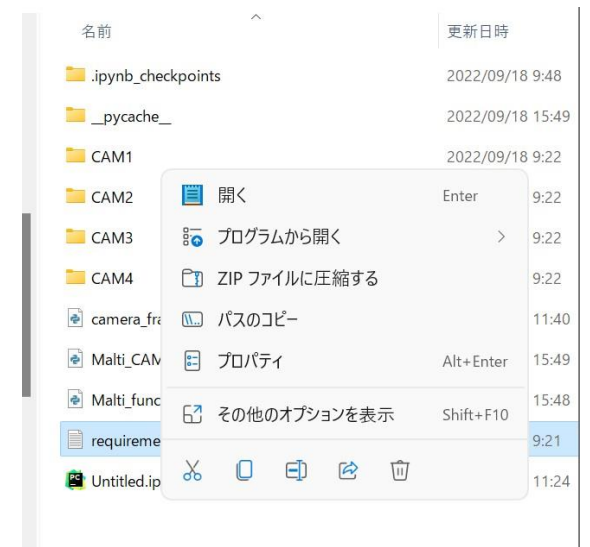 名前 更新日時
.ipynb_checkpoints 2022/09/18 9:48
__pycache__ 2022/09/18 15:49
CAM1 2022/09/18 9:22
CAM2 開く Enter 9:22
CAM3 プログラムから開く 9:22
CAM4 ZIP ファイルに圧縮する 9:22
camera_fra パスのコピー 11:40
Malti_CAM プロパティ Alt+Enter 15:49
Malti_func 15:48
その他のオプションを表示 Shift+F10
requireme 9:21
Untitled.ip 11:24